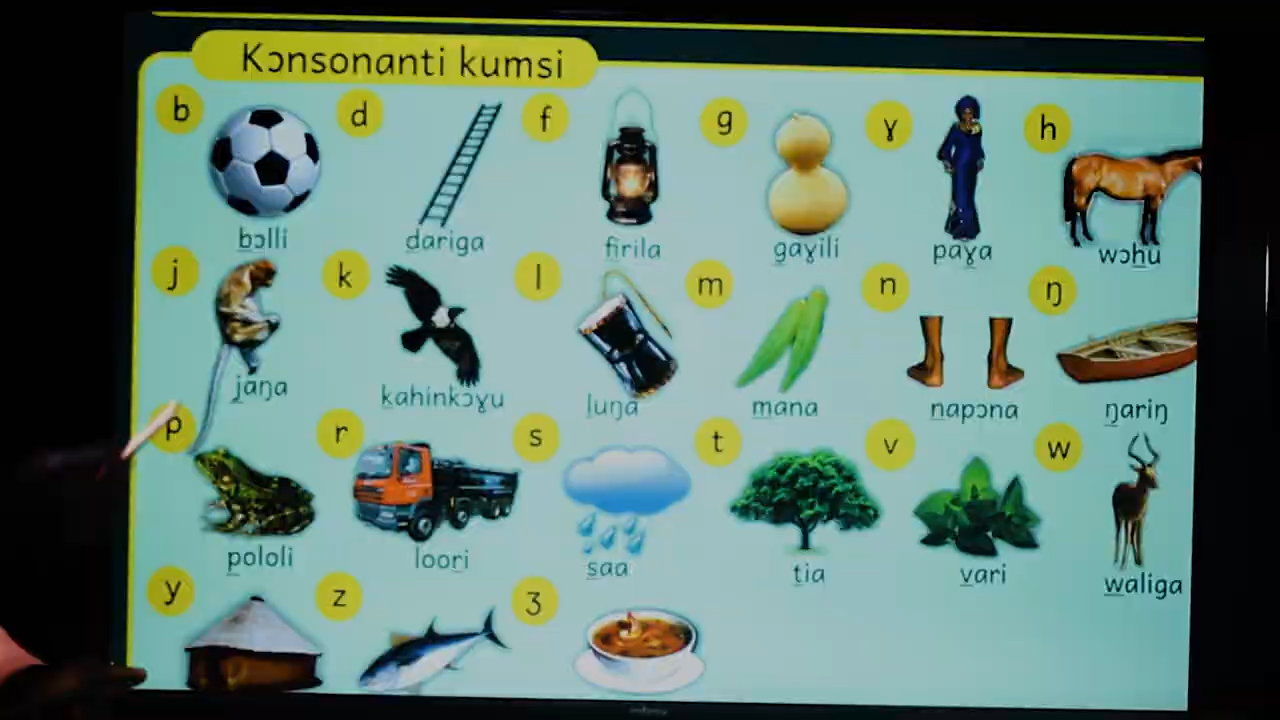 Kɔnsonanti kumsi
b d f g ɣ h
bɔlli dariga firila gaɣili paɣa wɔhu
j k l m n ŋ
jaŋa kahinkɔɣu luŋa mana napɔna ŋariŋ
p r s t v w
pololi loori saa tia vari waliga
y z ʒ